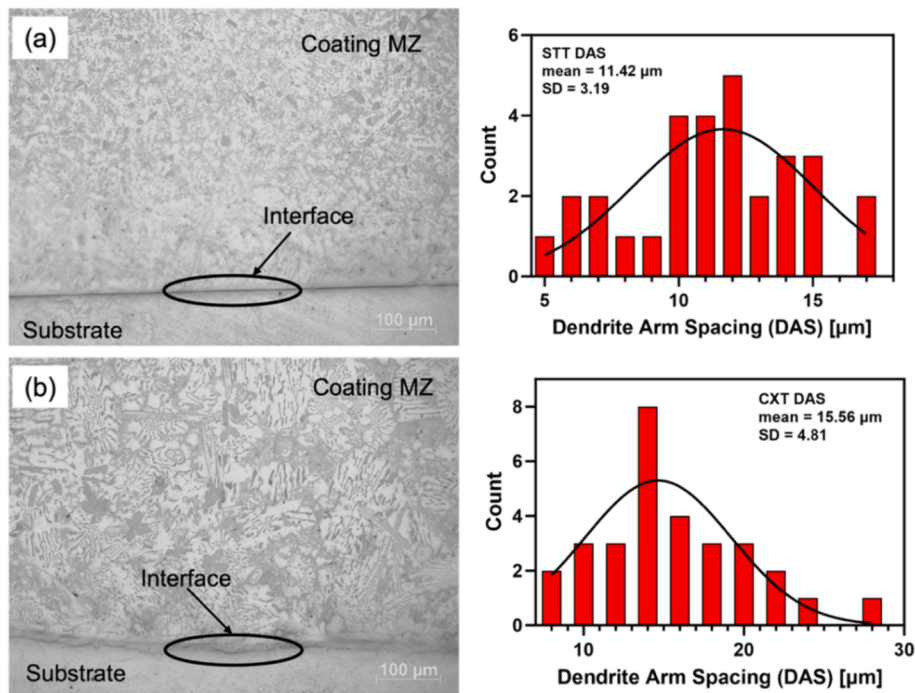 (a)
Coating MZ
Interface
Substrate
100 µm
6
4
2
0
Count
STT DAS
mean = 11.42 µm
SD = 3.19
5 10 15
Dendrite Arm Spacing (DAS) [µm]
(b)
Coating MZ
Interface
Substrate
100 µm
8
6
4
2
0
Count
CXT DAS
mean = 15.56 µm
SD = 4.81
10 20 30
Dendrite Arm Spacing (DAS) [µm]